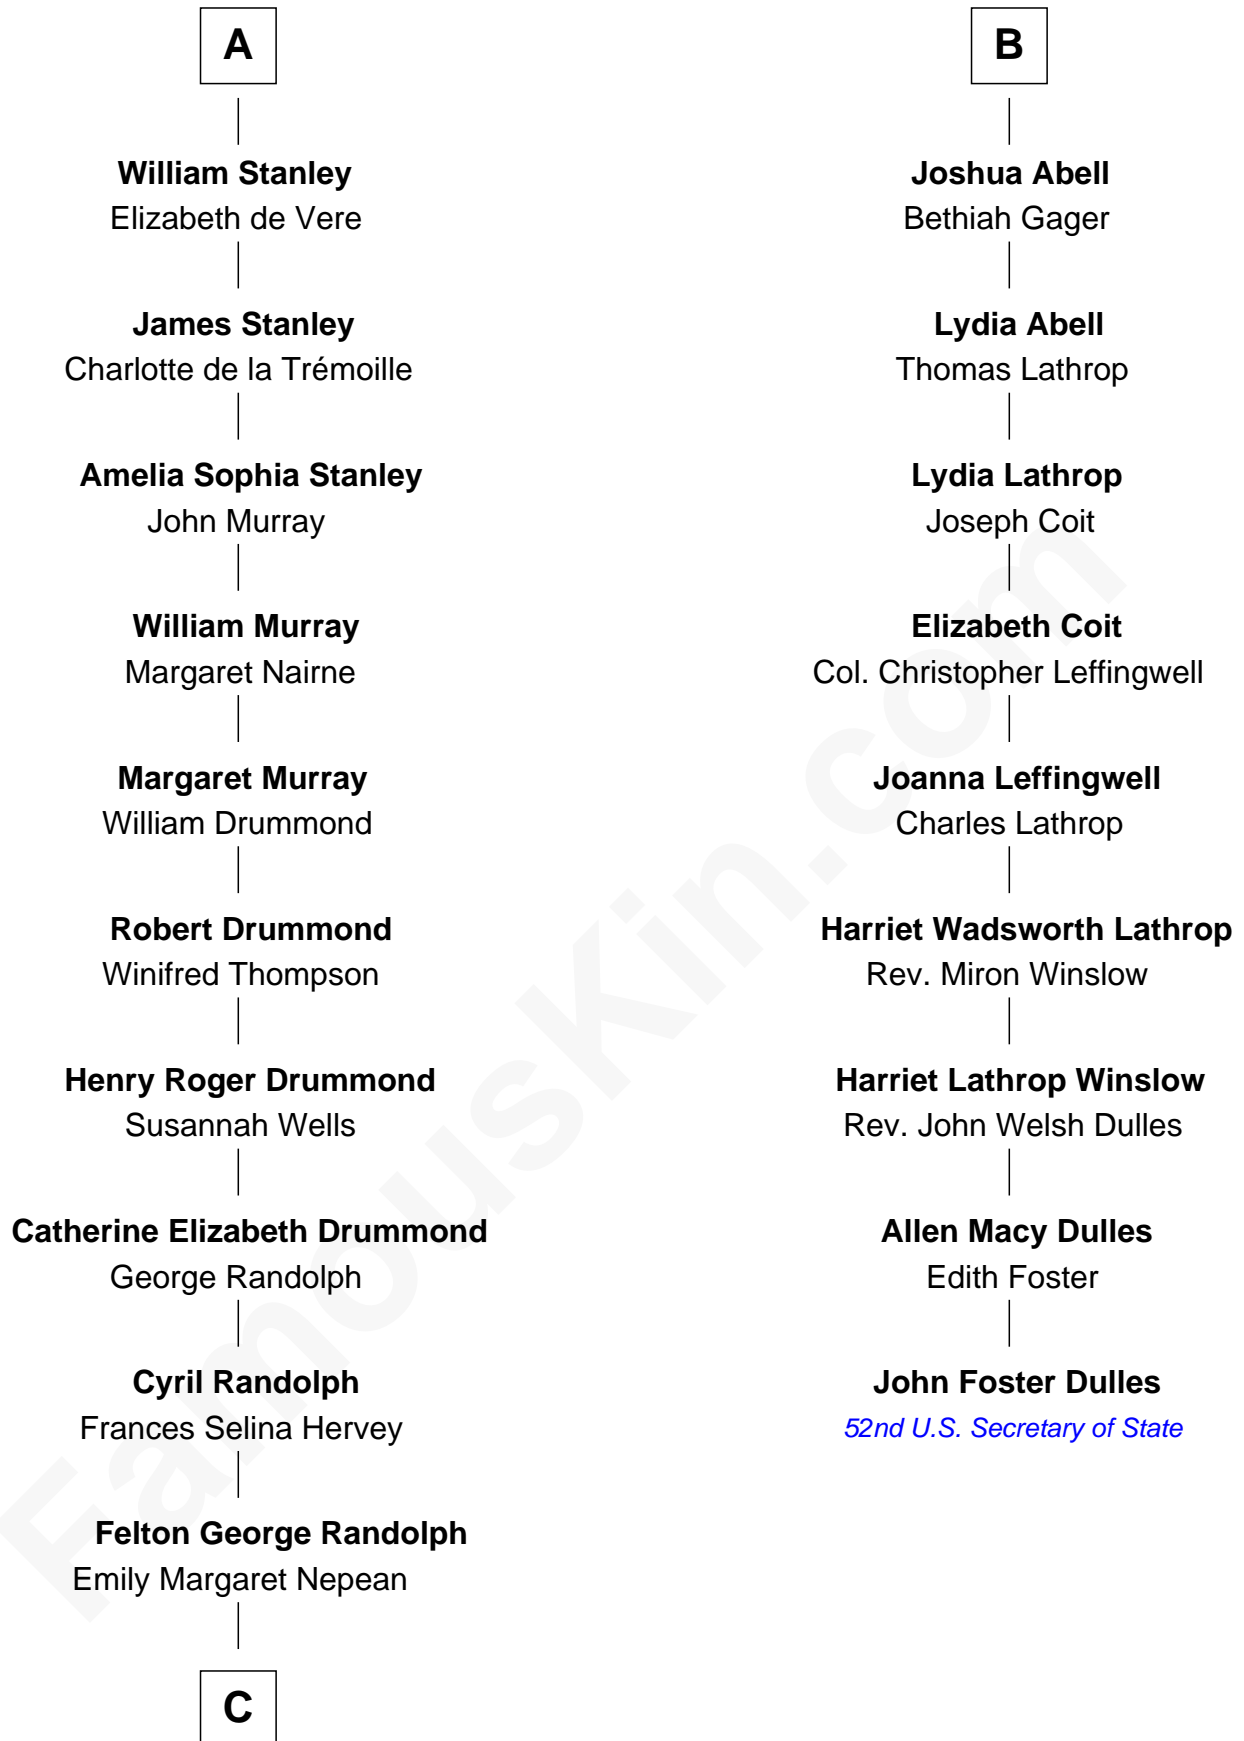 A
William Stanley
Elizabeth de Vere
James Stanley
Charlotte de la Trémoille
Amelia Sophia Stanley
John Murray
William Murray
Margaret Nairne
Margaret Murray
William Drummond
Robert Drummond
Winifred Thompson
Henry Roger Drummond
Susannah Wells
Catherine Elizabeth Drummond
George Randolph
Cyril Randolph
Frances Selina Hervey
Felton George Randolph
Emily Margaret Nepean
C
B
Joshua Abell
Bethiah Gager
Lydia Abell
Thomas Lathrop
Lydia Lathrop
Joseph Coit
Elizabeth Coit
Col. Christopher Leffingwell
Joanna Leffingwell
Charles Lathrop
Harriet Wadsworth Lathrop
Rev. Miron Winslow
Harriet Lathrop Winslow
Rev. John Welsh Dulles
Allen Macy Dulles
Edith Foster
John Foster Dulles
52nd U.S. Secretary of State
FamousKin.com